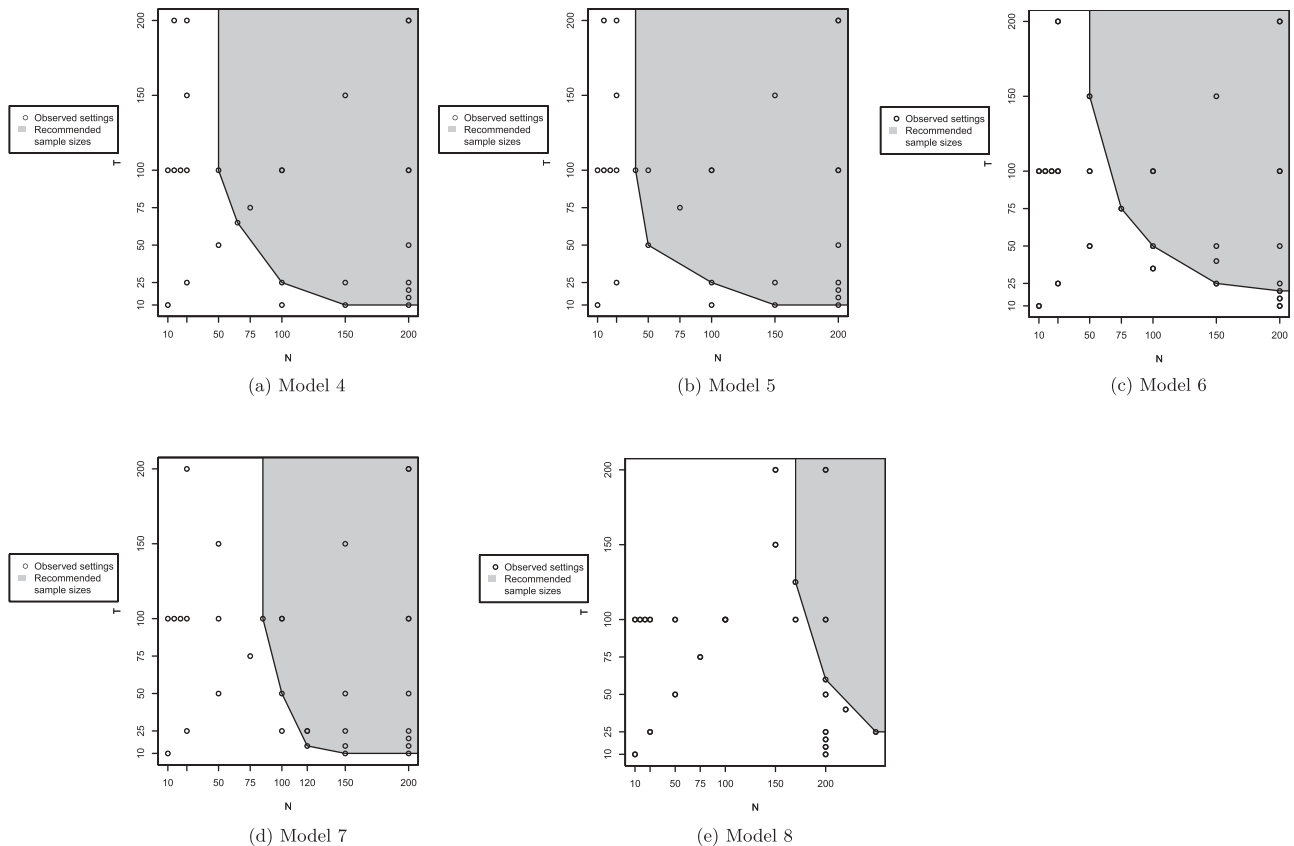 200
150
100
75
50
25
10
T
Observed settings
Recommended
sample sizes
10 50 75 100 150 200
N
(a) Model 4
200
150
100
75
50
25
10
T
Observed settings
Recommended
sample sizes
10 50 75 100 150 200
N
(b) Model 5
200
150
100
75
50
25
10
T
Observed settings
Recommended
sample sizes
10 50 75 100 150 200
N
(c) Model 6
200
150
100
75
50
25
10
T
Observed settings
Recommended
sample sizes
10 50 75 100 120 150 200
N
(d) Model 7
200
150
100
75
50
25
10
T
Observed settings
Recommended
sample sizes
10 50 75 100 150 200
N
(e) Model 8